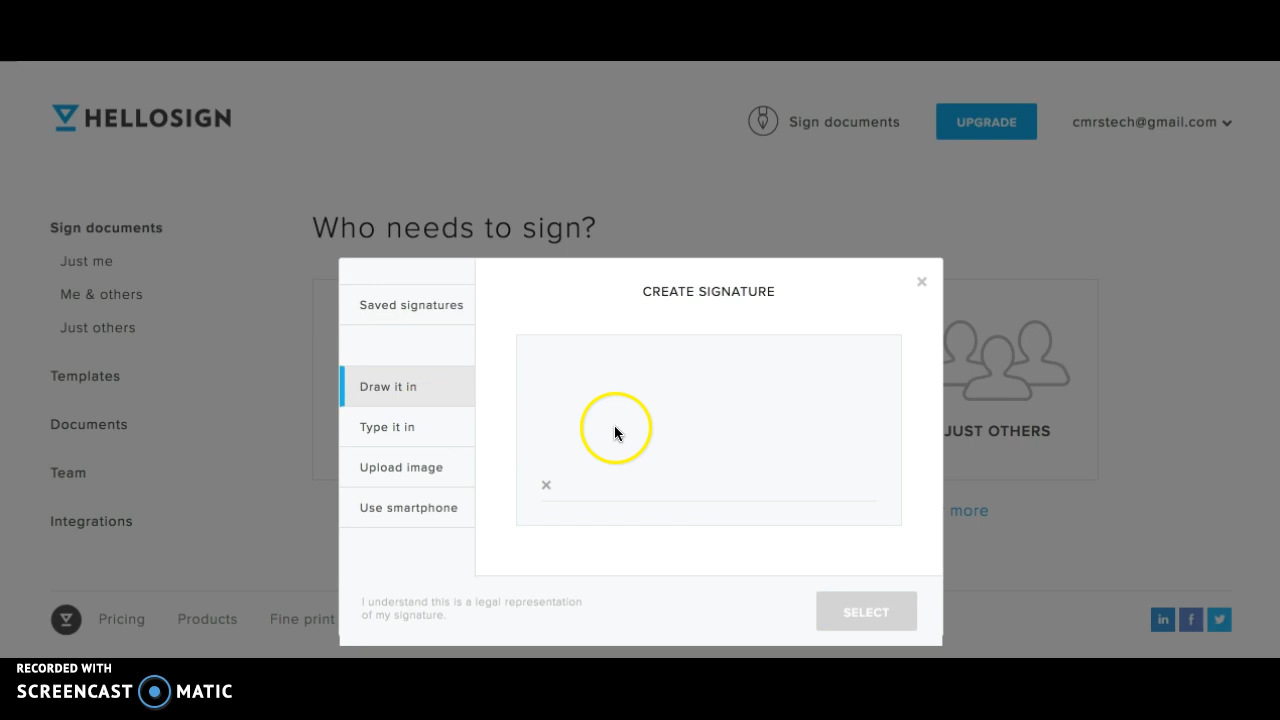 HELLOSIGN
Sign documents
UPGRADE
cmrstech@gmail.com
Sign documents
Just me
Me & others
Just others
Templates
Documents
Team
Integrations
Who needs to sign?
Saved signatures
Draw it in
Type it in
Upload image
Use smartphone
CREATE SIGNATURE
I understand this is a legal representation
of my signature.
SELECT
JUST OTHERS
more
Pricing
Products
Fine print
in
f
RECORDED WITH
SCREENCAST MATIC